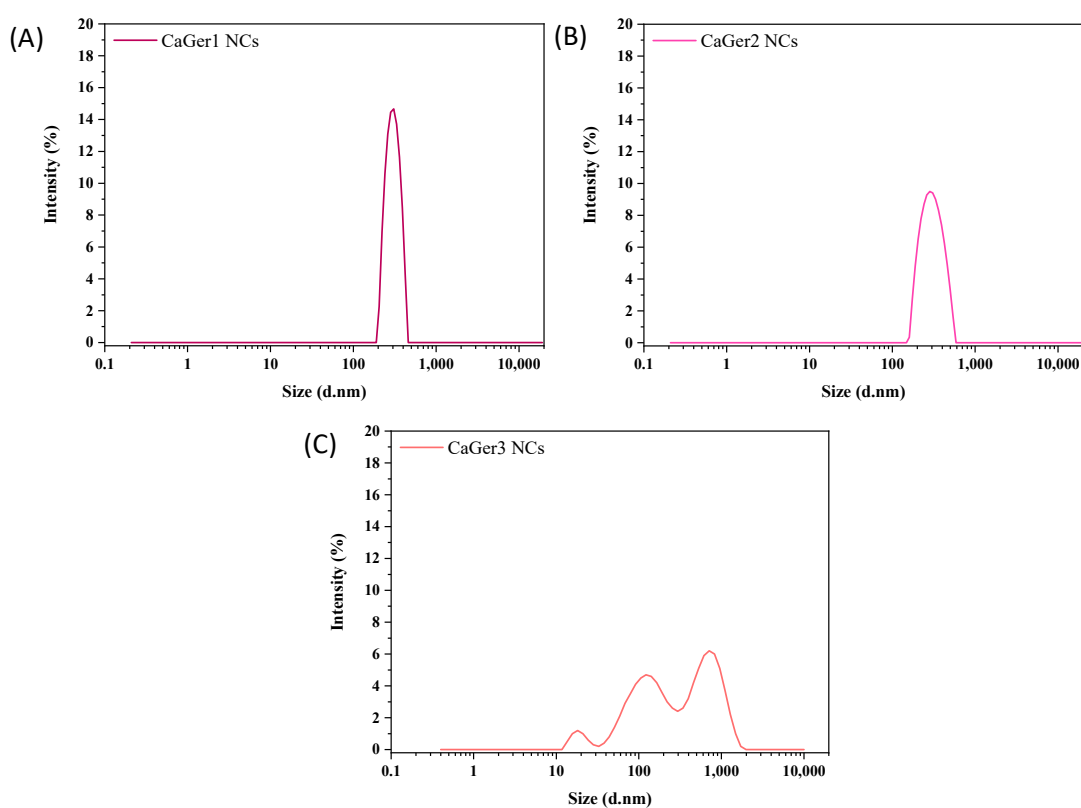 (A)
CaGer1 NCs
20
18
16
14
12
10
8
6
4
2
0
Intensity (%)
0.1 1 10 100 1,000 10,000
Size (d.nm)
(B)
CaGer2 NCs
20
18
16
14
12
10
8
6
4
2
0
Intensity (%)
0.1 1 10 100 1,000 10,000
Size (d.nm)
(C)
CaGer3 NCs
20
18
16
14
12
10
8
6
4
2
0
Intensity (%)
0.1 1 10 100 1,000 10,000
Size (d.nm)